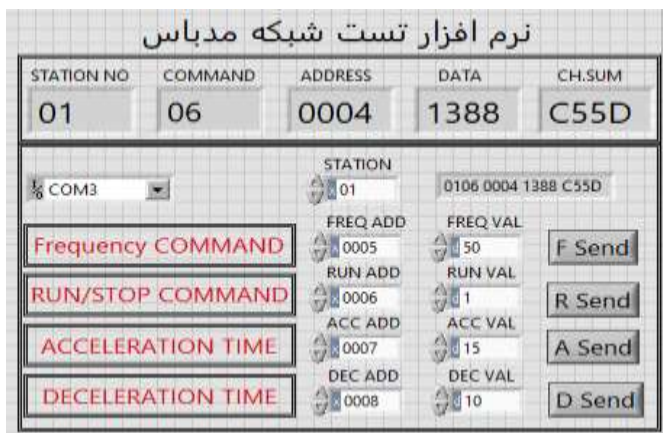 نرم افزار تست شبکه مدباس
STATION NO COMMAND ADDRESS DATA CH.SUM
01 06 0004 1388 C55D
STATION
COM3 x 01 0106 0004 1388 C55D
FREQ ADD FREQ VAL
Frequency COMMAND x 0005 d 50 F Send
RUN ADD RUN VAL
RUN/STOP COMMAND x 0006 d 1 R Send
ACC ADD ACC VAL
ACCELERATION TIME x 0007 d 15 A Send
DEC ADD DEC VAL
DECELERATION TIME x 0008 d 10 D Send